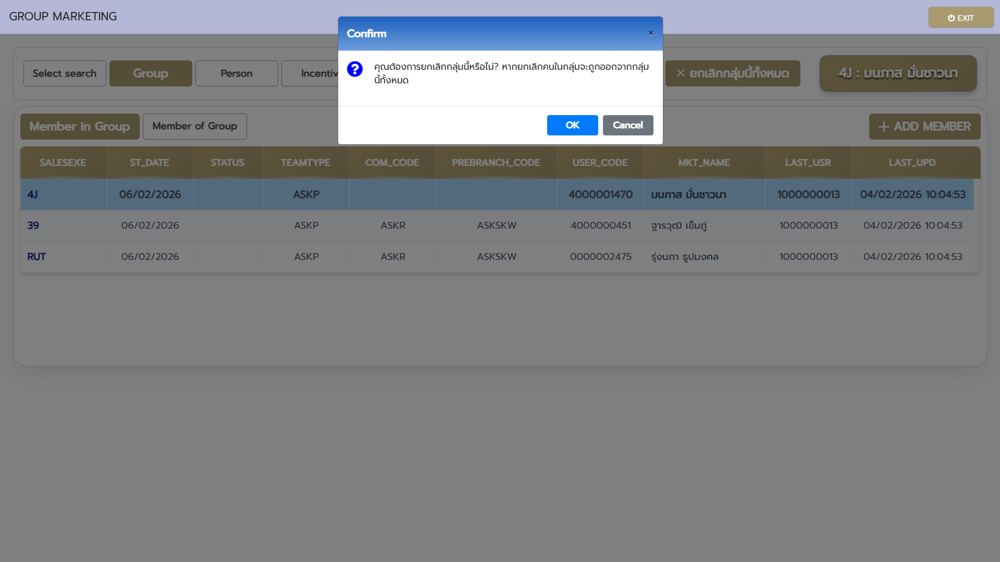 GROUP MARKETING
EXIT
Confirm
คุณต้องการยกเลิกกลุ่มนี้หรือไม่? หากยกเลิกคนในกลุ่มจะถูกออกจากกลุ่ม
นี้ทั้งหมด
OK Cancel
Select search Group Person Incentiv ยกเลิกกลุ่มนี้ทั้งหมด 4J : มนภาส มั่นชาวนา
Member in Group Member of Group ADD MEMBER
SALESEXE ST_DATE STATUS TEAMTYPE COM_CODE PREBRANCH_CODE USER_CODE MKT_NAME LAST_USR LAST_UPD
4J 06/02/2026 ASKP 4000001470 มนภาส มั่นชาวนา 1000000013 04/02/2026 10:04:53
39 06/02/2026 ASKP ASKR ASKSKW 4000000451 ฐารวุฒิ เข็มภู่ 1000000013 04/02/2026 10:04:53
RUT 06/02/2026 ASKP ASKR ASKSKW 0000002475 รุ่งนภา ธูปมงคล 1000000013 04/02/2026 10:04:53